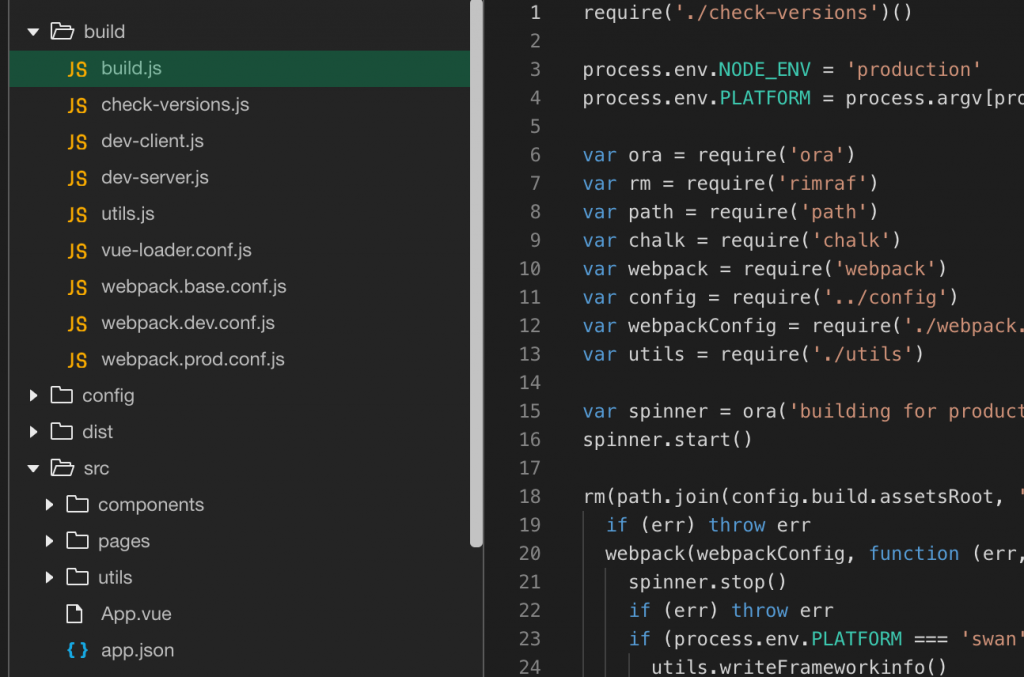 build
JS build.js
JS check-versions.js
JS dev-client.js
JS dev-server.js
JS utils.js
JS vue-loader.conf.js
JS webpack.base.conf.js
JS webpack.dev.conf.js
JS webpack.prod.conf.js
config
dist
src
components
pages
utils
App.vue
{} app.json
1 require('./check-versions')()
2
3 process.env.NODE_ENV = 'production'
4 process.env.PLATFORM = process.argv[pro
5
6 var ora = require('ora')
7 var rm = require('rimraf')
8 var path = require('path')
9 var chalk = require('chalk')
10 var webpack = require('webpack')
11 var config = require('../config')
12 var webpackConfig = require('./webpack.
13 var utils = require('./utils')
14
15 var spinner = ora('building for product
16 spinner.start()
17
18 rm(path.join(config.build.assetsRoot, '
19 if (err) throw err
20 webpack(webpackConfig, function (err,
21 spinner.stop()
22 if (err) throw err
23 if (process.env.PLATFORM === 'swan'
24 utils.writeFrameworkinfo()